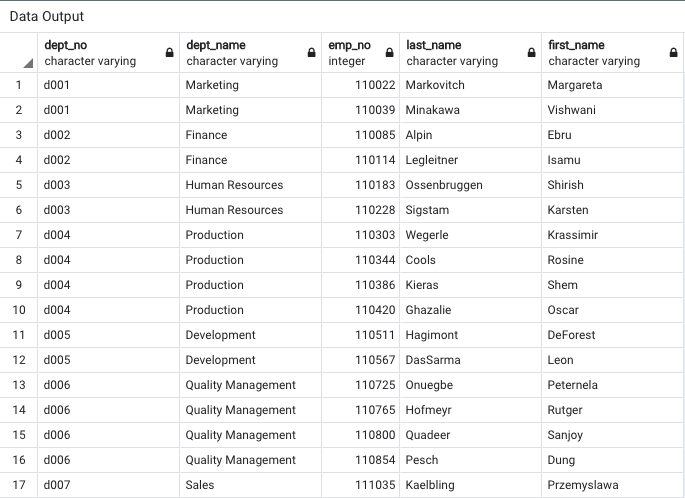 Data Output
dept_no dept_name emp_no last_name first_name
character varying character varying integer character varying character varying
1 d001 Marketing 110022 Markovitch Margareta
2 d001 Marketing 110039 Minakawa Vishwani
3 d002 Finance 110085 Alpin Ebru
4 d002 Finance 110114 Legleitner Isamu
5 d003 Human Resources 110183 Ossenbruggen Shirish
6 d003 Human Resources 110228 Sigstam Karsten
7 d004 Production 110303 Wegerle Krassimir
8 d004 Production 110344 Cools Rosine
9 d004 Production 110386 Kieras Shem
10 d004 Production 110420 Ghazalie Oscar
11 d005 Development 110511 Hagimont DeForest
12 d005 Development 110567 DasSarma Leon
13 d006 Quality Management 110725 Onuegbe Peternela
14 d006 Quality Management 110765 Hofmeyr Rutger
15 d006 Quality Management 110800 Quadeer Sanjoy
16 d006 Quality Management 110854 Pesch Dung
17 d007 Sales 111035 Kaelbling Przemyslawa